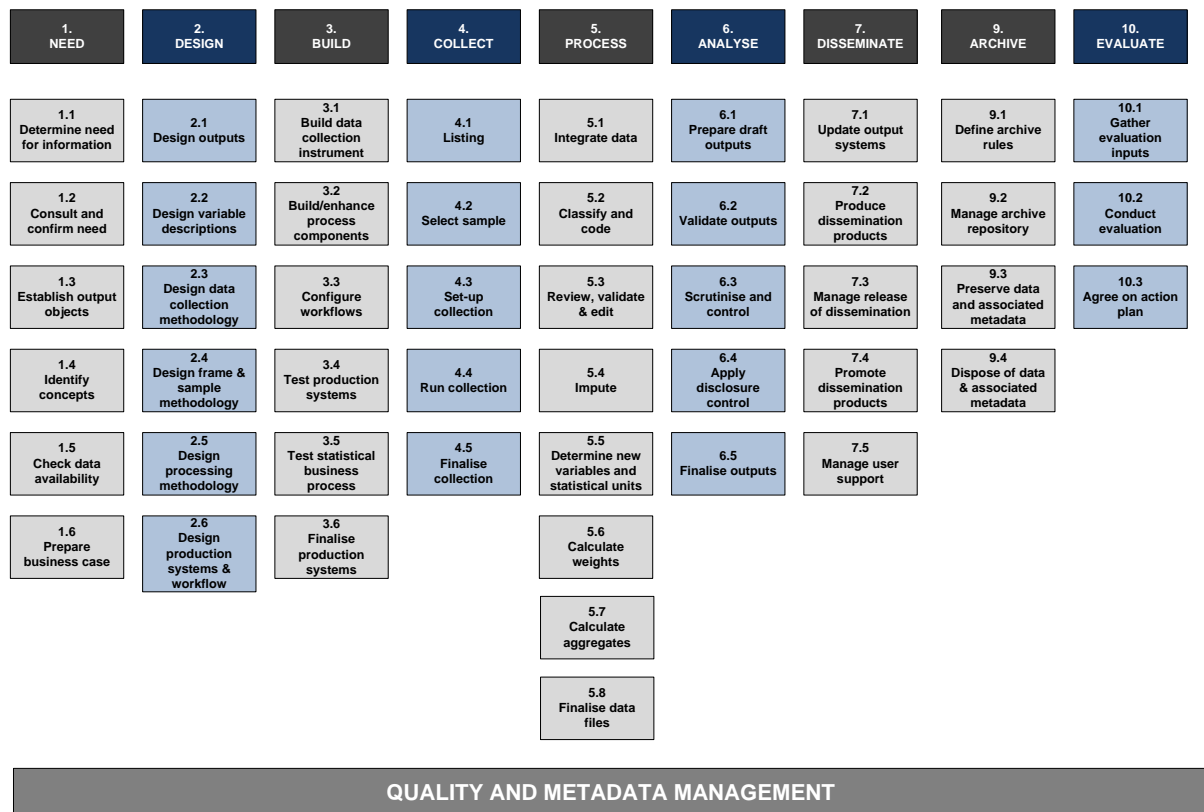 1.
NEED
2.
DESIGN
3.
BUILD
4.
COLLECT
5.
PROCESS
6.
ANALYSE
7.
DISSEMINATE
9.
ARCHIVE
10.
EVALUATE
1.1
Determine need
for information
2.1
Design outputs
3.1
Build data
collection
instrument
4.1
Listing
5.1
Integrate data
6.1
Prepare draft
outputs
7.1
Update output
systems
9.1
Define archive
rules
10.1
Gather
evaluation
inputs
1.2
Consult and
confirm need
2.2
Design variable
descriptions
3.2
Build/enhance
process
components
4.2
Select sample
5.2
Classify and
code
6.2
Validate outputs
7.2
Produce
dissemination
products
9.2
Manage archive
repository
10.2
Conduct
evaluation
1.3
Establish output
objects
2.3
Design data
collection
methodology
3.3
Configure
workflows
4.3
Set-up
collection
5.3
Review, validate
& edit
6.3
Scrutinise and
control
7.3
Manage release
of dissemination
9.3
Preserve data
and associated
metadata
10.3
Agree on action
plan
1.4
Identify
concepts
2.4
Design frame &
sample
methodology
3.4
Test production
systems
4.4
Run collection
5.4
Impute
6.4
Apply
disclosure
control
7.4
Promote
dissemination
products
9.4
Dispose of data
& associated
metadata
1.5
Check data
availability
2.5
Design
processing
methodology
3.5
Test statistical
business
process
4.5
Finalise
collection
5.5
Determine new
variables and
statistical units
6.5
Finalise outputs
7.5
Manage user
support
1.6
Prepare
business case
2.6
Design
production
systems &
workflow
3.6
Finalise
production
systems
5.6
Calculate
weights
5.7
Calculate
aggregates
5.8
Finalise data
files
QUALITY AND METADATA MANAGEMENT